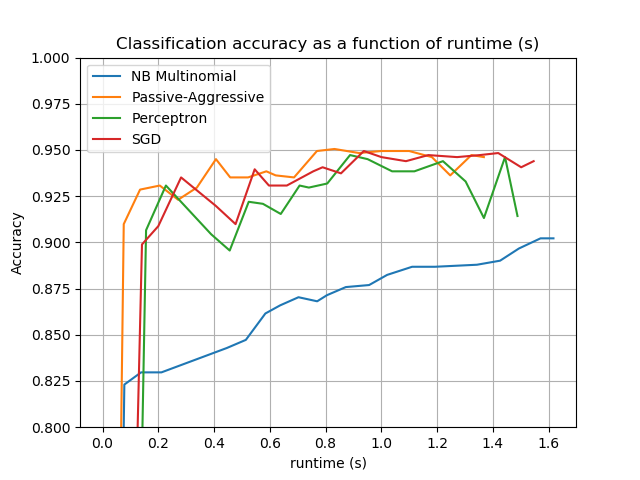 Classification accuracy as a function of runtime (s)
1.000
0.975
0.950
0.925
0.900
0.875
0.850
0.825
0.800
Accuracy
NB Multinomial
Passive-Aggressive
Perceptron
SGD
0.0 0.2 0.4 0.6 0.8 1.0 1.2 1.4 1.6
runtime (s)